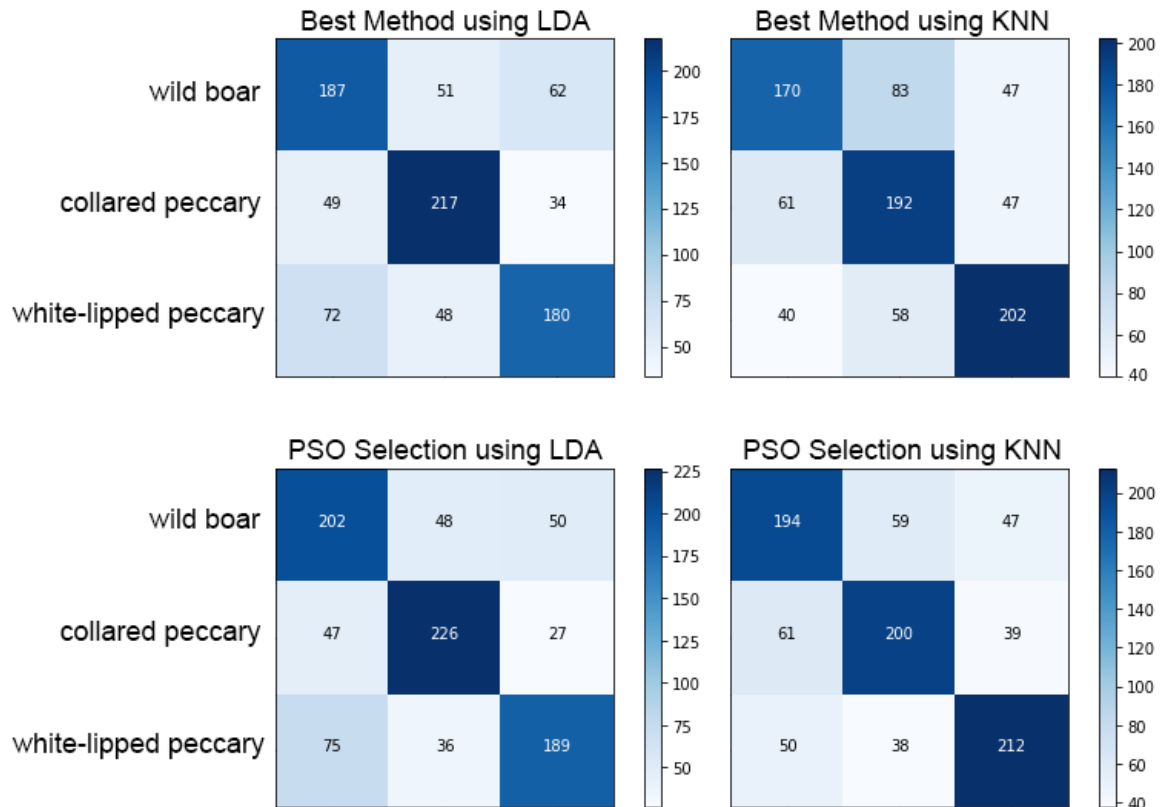 Best Method using LDA
Best Method using KNN
wild boar
187 51 62
170 83 47
collared peccary
49 217 34
61 192 47
white-lipped peccary
72 48 180
40 58 202
200
175
150
125
100
75
50
200
180
160
140
120
100
80
60
40
PSO Selection using LDA
PSO Selection using KNN
wild boar
202 48 50
194 59 47
collared peccary
47 226 27
61 200 39
white-lipped peccary
75 36 189
50 38 212
225
200
175
150
125
100
75
50
200
180
160
140
120
100
80
60
40